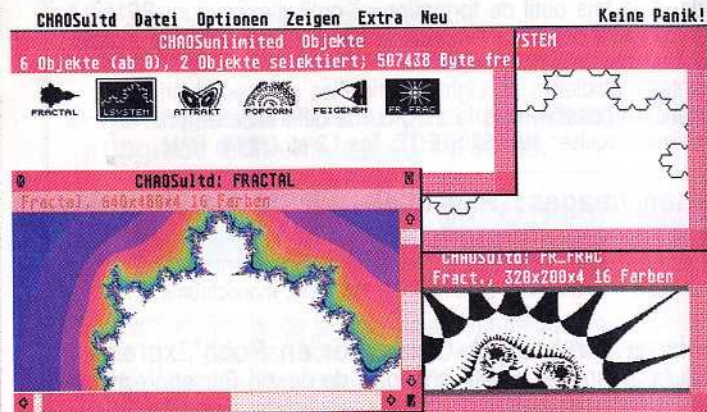 CHAOSultd Datei Optionen Zeigen Extra Neu Keine Panik!
CHAOSunlimited Objekte
6 Objekte (ab 0), 2 Objekte selektiert; 507438 Byte fre
YSTEM
FRACTAL LSYSTEM ATTRAKT POPCORN FEIGENBM FR_FRAC
CHAOSultd: FRACTAL
Fractal, 640x480x4 16 Farben
CHAOSultd: FR_FRAC
Fract., 320x200x4 16 Farben